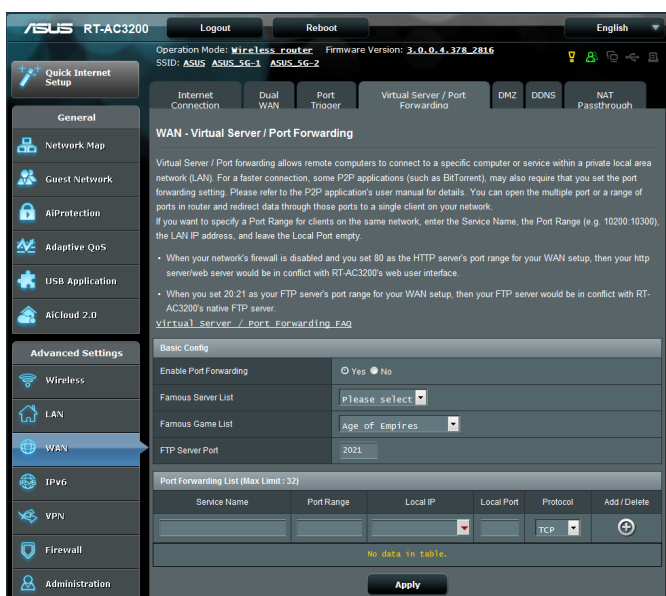 ASUS RT-AC3200
Logout
Reboot
English
Operation Mode: Wireless router Firmware Version: 3.0.0.4.378_2816
SSID: ASUS ASUS_5G-1 ASUS_5G-2
Quick Internet
Setup
General
Network Map
Guest Network
AiProtection
Adaptive QoS
USB Application
AiCloud 2.0
Advanced Settings
Wireless
LAN
WAN
IPv6
VPN
Firewall
Administration
Internet
Connection
Dual
WAN
Port
Trigger
Virtual Server / Port
Forwarding
DMZ
DDNS
NAT
Passthrough
WAN - Virtual Server / Port Forwarding
Virtual Server / Port forwarding allows remote computers to connect to a specific computer or service within a private local area
network (LAN). For a faster connection, some P2P applications (such as BitTorrent), may also require that you set the port
forwarding setting. Please refer to the P2P application's user manual for details. You can open the multiple port or a range of
ports in router and redirect data through those ports to a single client on your network.
If you want to specify a Port Range for clients on the same network, enter the Service Name, the Port Range (e.g. 10200:10300),
the LAN IP address, and leave the Local Port empty.
• When your network's firewall is disabled and you set 80 as the HTTP server's port range for your WAN setup, then your http
server/web server would be in conflict with RT-AC3200's web user interface.
• When you set 20:21 as your FTP server's port range for your WAN setup, then your FTP server would be in conflict with RT-
AC3200's native FTP server.
Virtual Server / Port Forwarding FAQ
Basic Config
Enable Port Forwarding Yes No
Famous Server List Please select
Famous Game List Age of Empires
FTP Server Port 2021
Port Forwarding List (Max Limit : 32)
Service Name Port Range Local IP Local Port Protocol Add / Delete
TCP
No data in table.
Apply